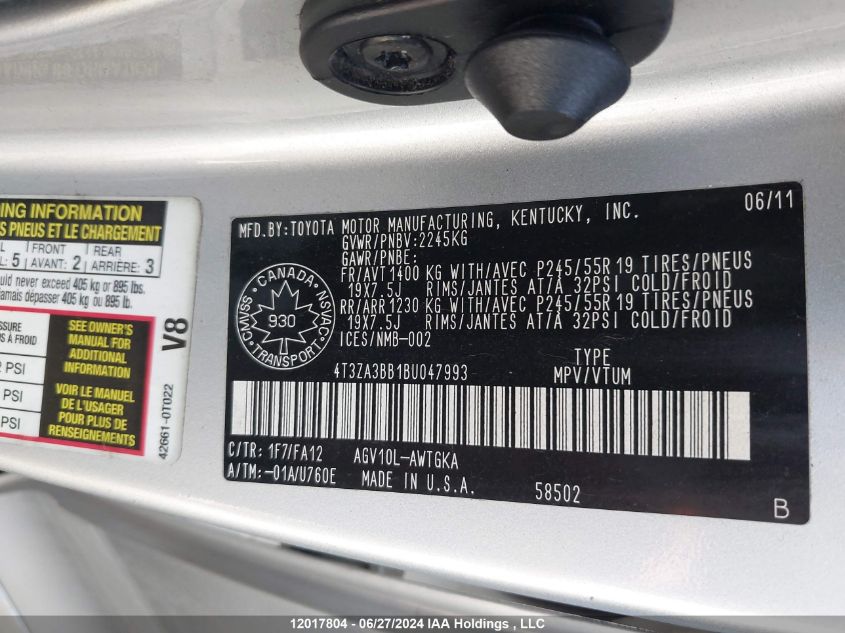 ING INFORMATION
S PNEUS ET LE CHARGEMENT
L
L: 5
FRONT
AVANT: 2
REAR
ARRIÈRE: 3
ould never exceed 405 kg or 895 lbs.
jamais dépasser 405 kg ou 895 lb.
SSURE
S À FROID
PSI
PSI
PSI
SEE OWNER'S
MANUAL FOR
ADDITIONAL
INFORMATION
VOIR LE MANUEL
DE L'USAGER
POUR PLUS DE
RENSEIGNEMENTS
V8
42661-0T022
06/11
MFD.BY:TOYOTA MOTOR MANUFACTURING, KENTUCKY, INC.
GVWR/PNBV:2245KG
GAWR/PNBE:
FR/AVT 1400 KG WITH/AVEC P245/55R 19 TIRES/PNEUS
19X7.5J RIMS/JANTES AT/À 32PSI COLD/FROID
RR/ARR 1230 KG WITH/AVEC P245/55R 19 TIRES/PNEUS
19X7.5J RIMS/JANTES AT/À 32PSI COLD/FROID
ICES/NMB-002
CANADA
CMVSS NSVAC
930
TRANSPORT
4T3ZA3BB1BU047993
TYPE
MPV/VTUM
C/TR: 1F7/FA12 AGV10L-AWTGKA
A/TM:-01A/U760E MADE IN U.S.A. 58502
B
12017804 - 06/27/2024 IAA Holdings , LLC